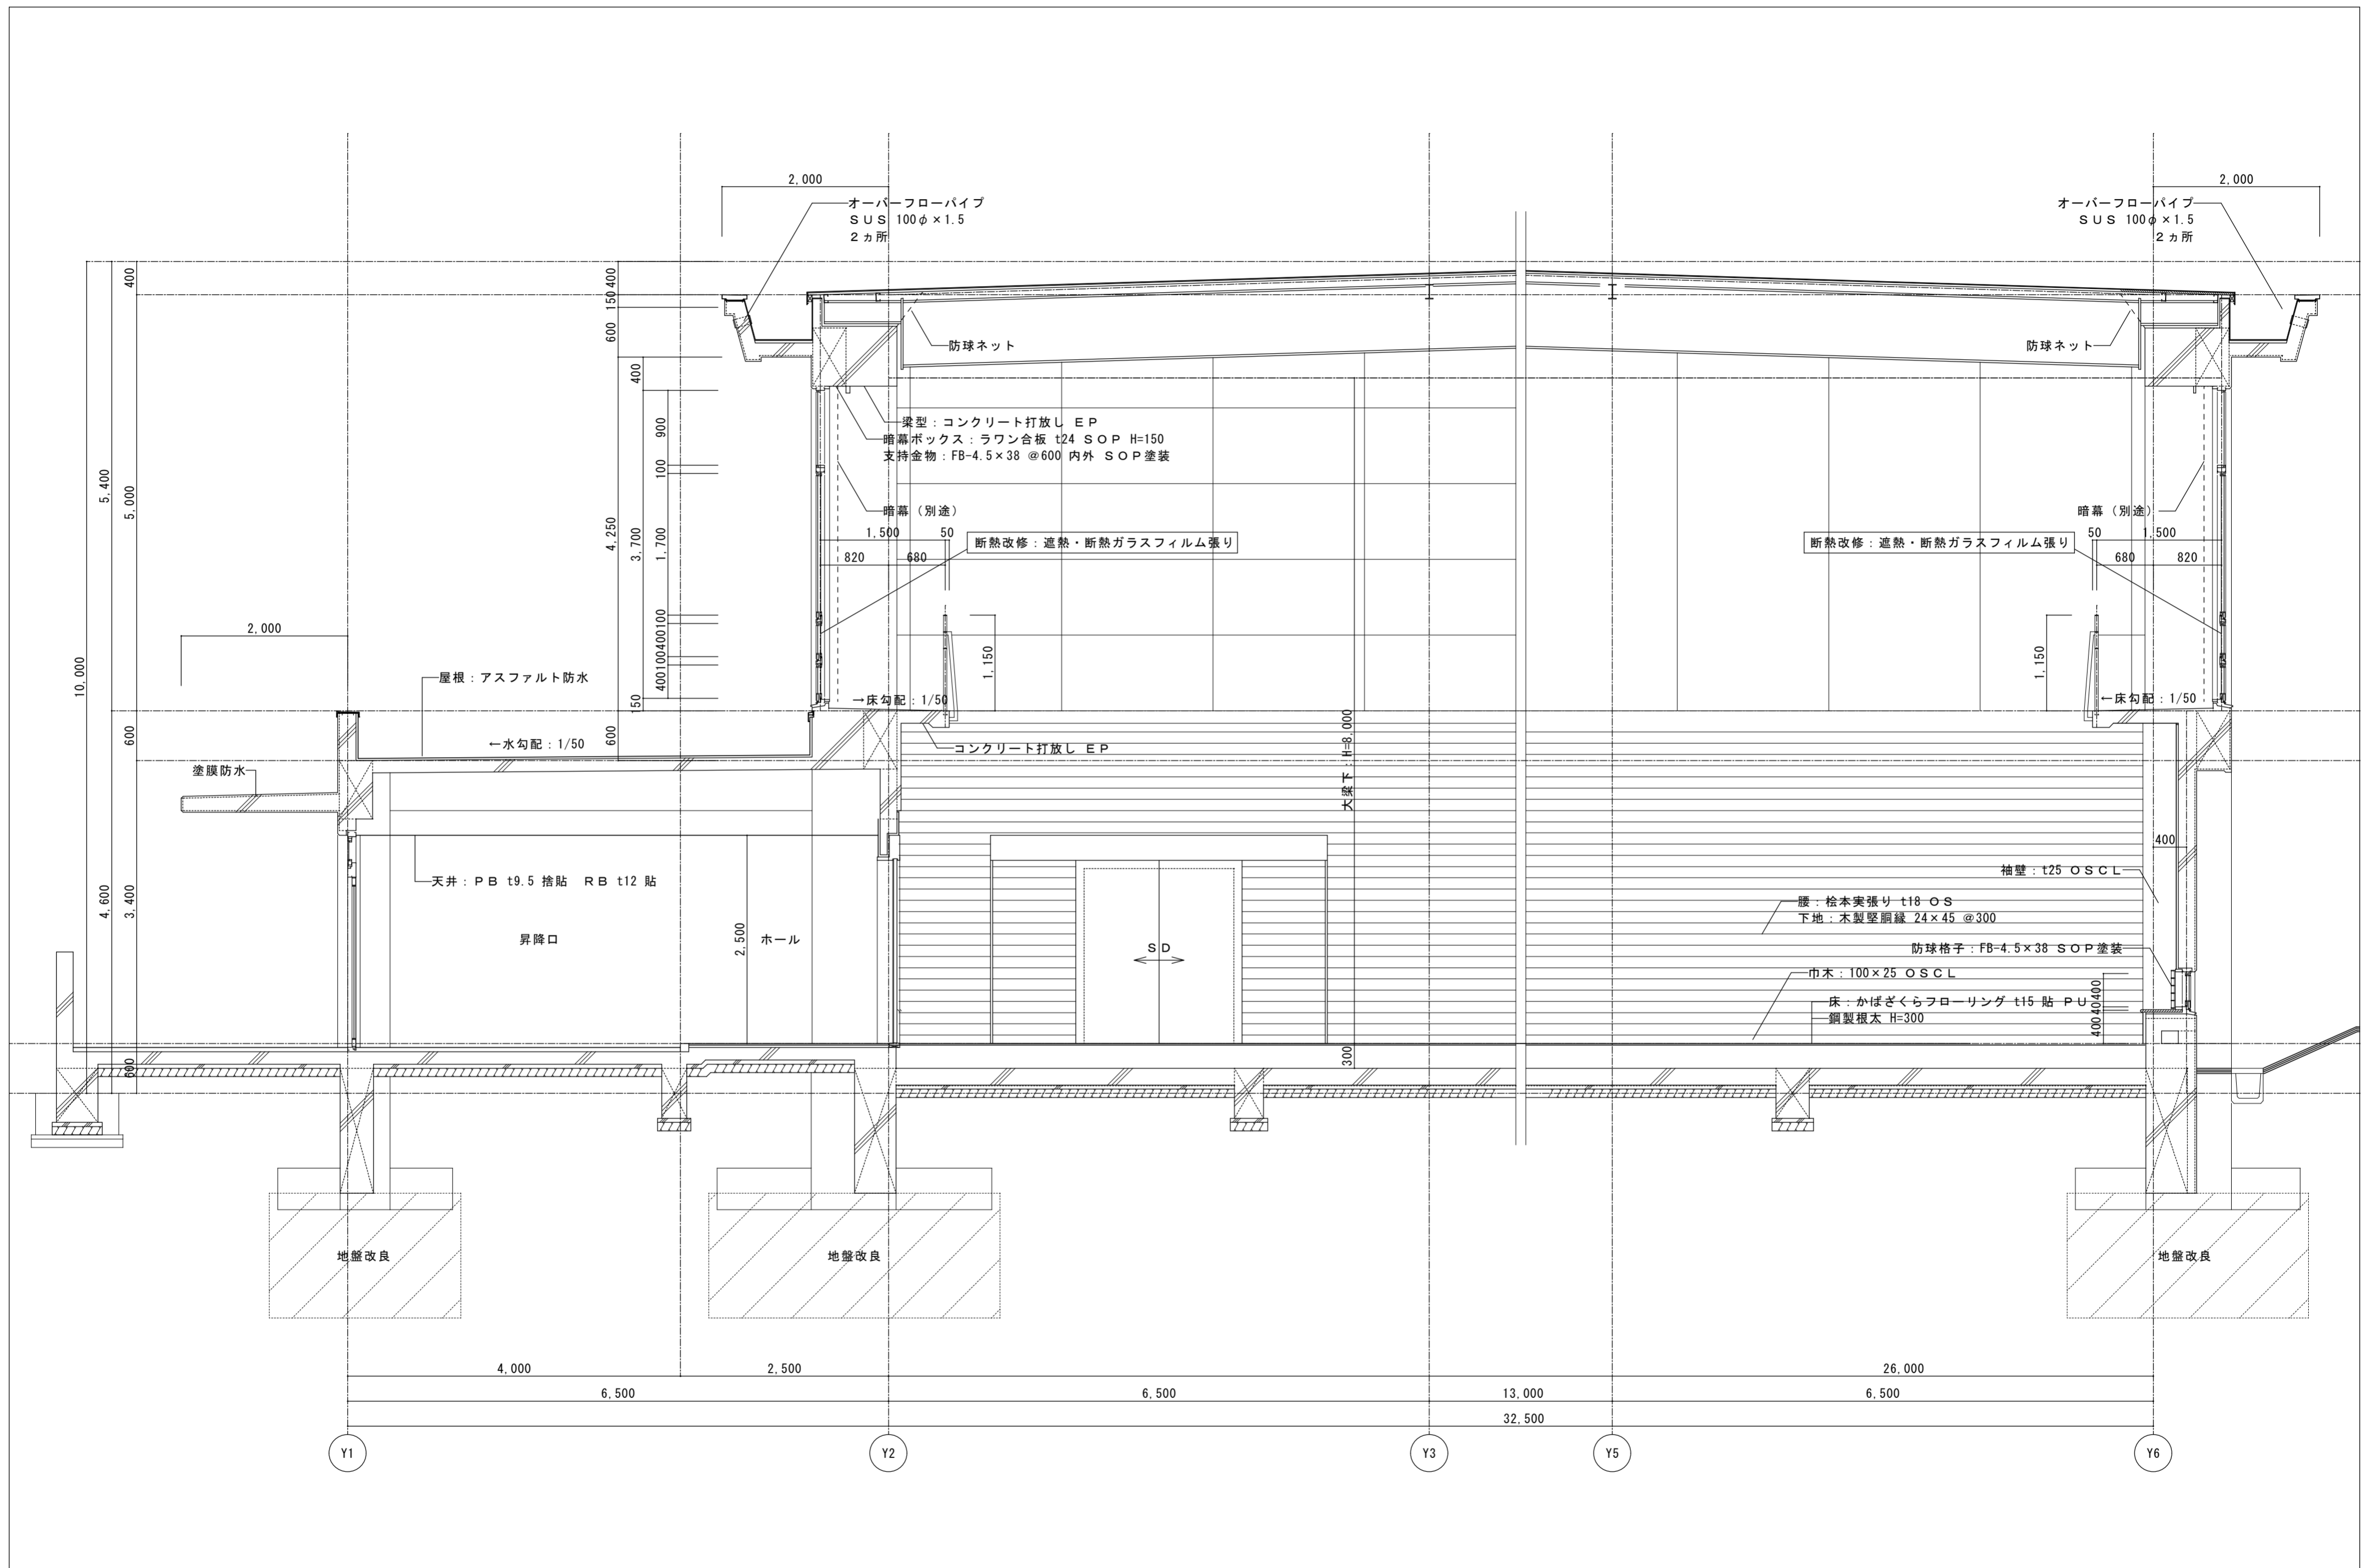 2,000
2,000
オーバーフローパイプ
ＳＵＳ 100φ×1.5
２ヵ所
オーバーフローパイプ
ＳＵＳ 100φ×1.5
２ヵ所
400
400
150
600
防球ネット
防球ネット
400
900
梁型：コンクリート打放し ＥＰ
暗幕ボックス：ラワン合板 t24 ＳＯＰ H=150
支持金物：FB-4.5×38 @600 内外 ＳＯＰ塗装
100
5,400
5,000
4,250
3,700
1,700
暗幕（別途）
暗幕（別途）
1,500
50
50
1,500
断熱改修：遮熱・断熱ガラスフィルム張り
断熱改修：遮熱・断熱ガラスフィルム張り
820
680
680
820
100
400
100
400
150
2,000
1,150
1,150
10,000
屋根：アスファルト防水
→床勾配：1/50
←床勾配：1/50
600
600
←水勾配：1/50
コンクリート打放し ＥＰ
大梁下：H=8,000
塗膜防水
400
天井：ＰＢ t9.5 捨貼　ＲＢ t12 貼
袖壁：t25 ＯＳＣＬ
4,600
3,400
腰：桧本実張り t18 ＯＳ
下地：木製堅胴縁 24×45 @300
昇降口
2,500
ホール
ＳＤ
防球格子：FB-4.5×38 ＳＯＰ塗装
巾木：100×25 ＯＳＣＬ
床：かばざくらフローリング t15 貼 ＰＵ
鋼製根太 H=300
400
40
400
600
300
地盤改良
地盤改良
地盤改良
4,000
2,500
26,000
6,500
6,500
13,000
6,500
32,500
Y1
Y2
Y3
Y5
Y6